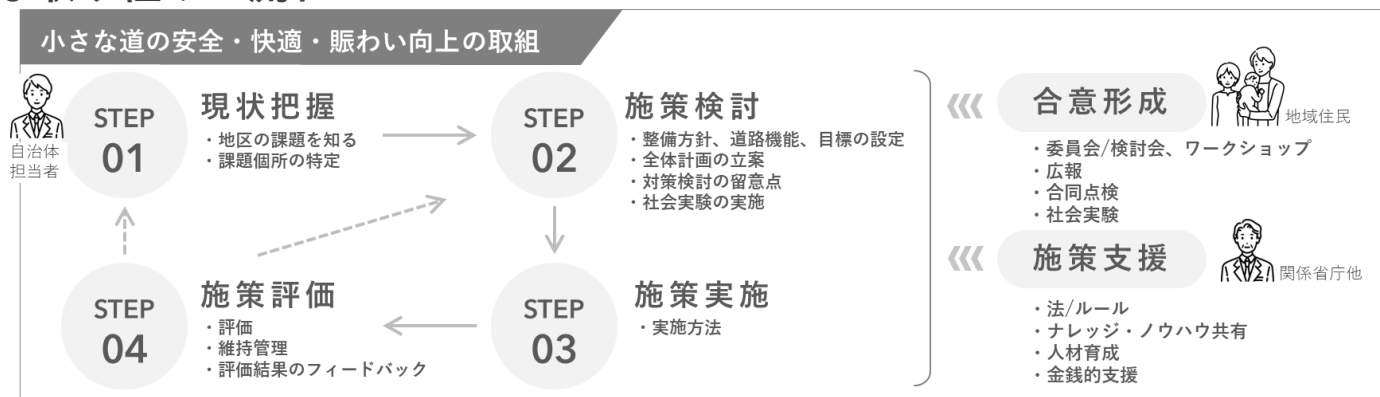 小さな道の安全・快適・賑わい向上の取組
自治体
担当者
STEP
01
現状把握
・地区の課題を知る
・課題個所の特定
STEP
02
施策検討
・整備方針、道路機能、目標の設定
・全体計画の立案
・対策検討の留意点
・社会実験の実施
STEP
03
施策実施
・実施方法
STEP
04
施策評価
・評価
・維持管理
・評価結果のフィードバック
合意形成
地域住民
・委員会/検討会、ワークショップ
・広報
・合同点検
・社会実験
施策支援
関係省庁他
・法/ルール
・ナレッジ・ノウハウ共有
・人材育成
・金銭的支援